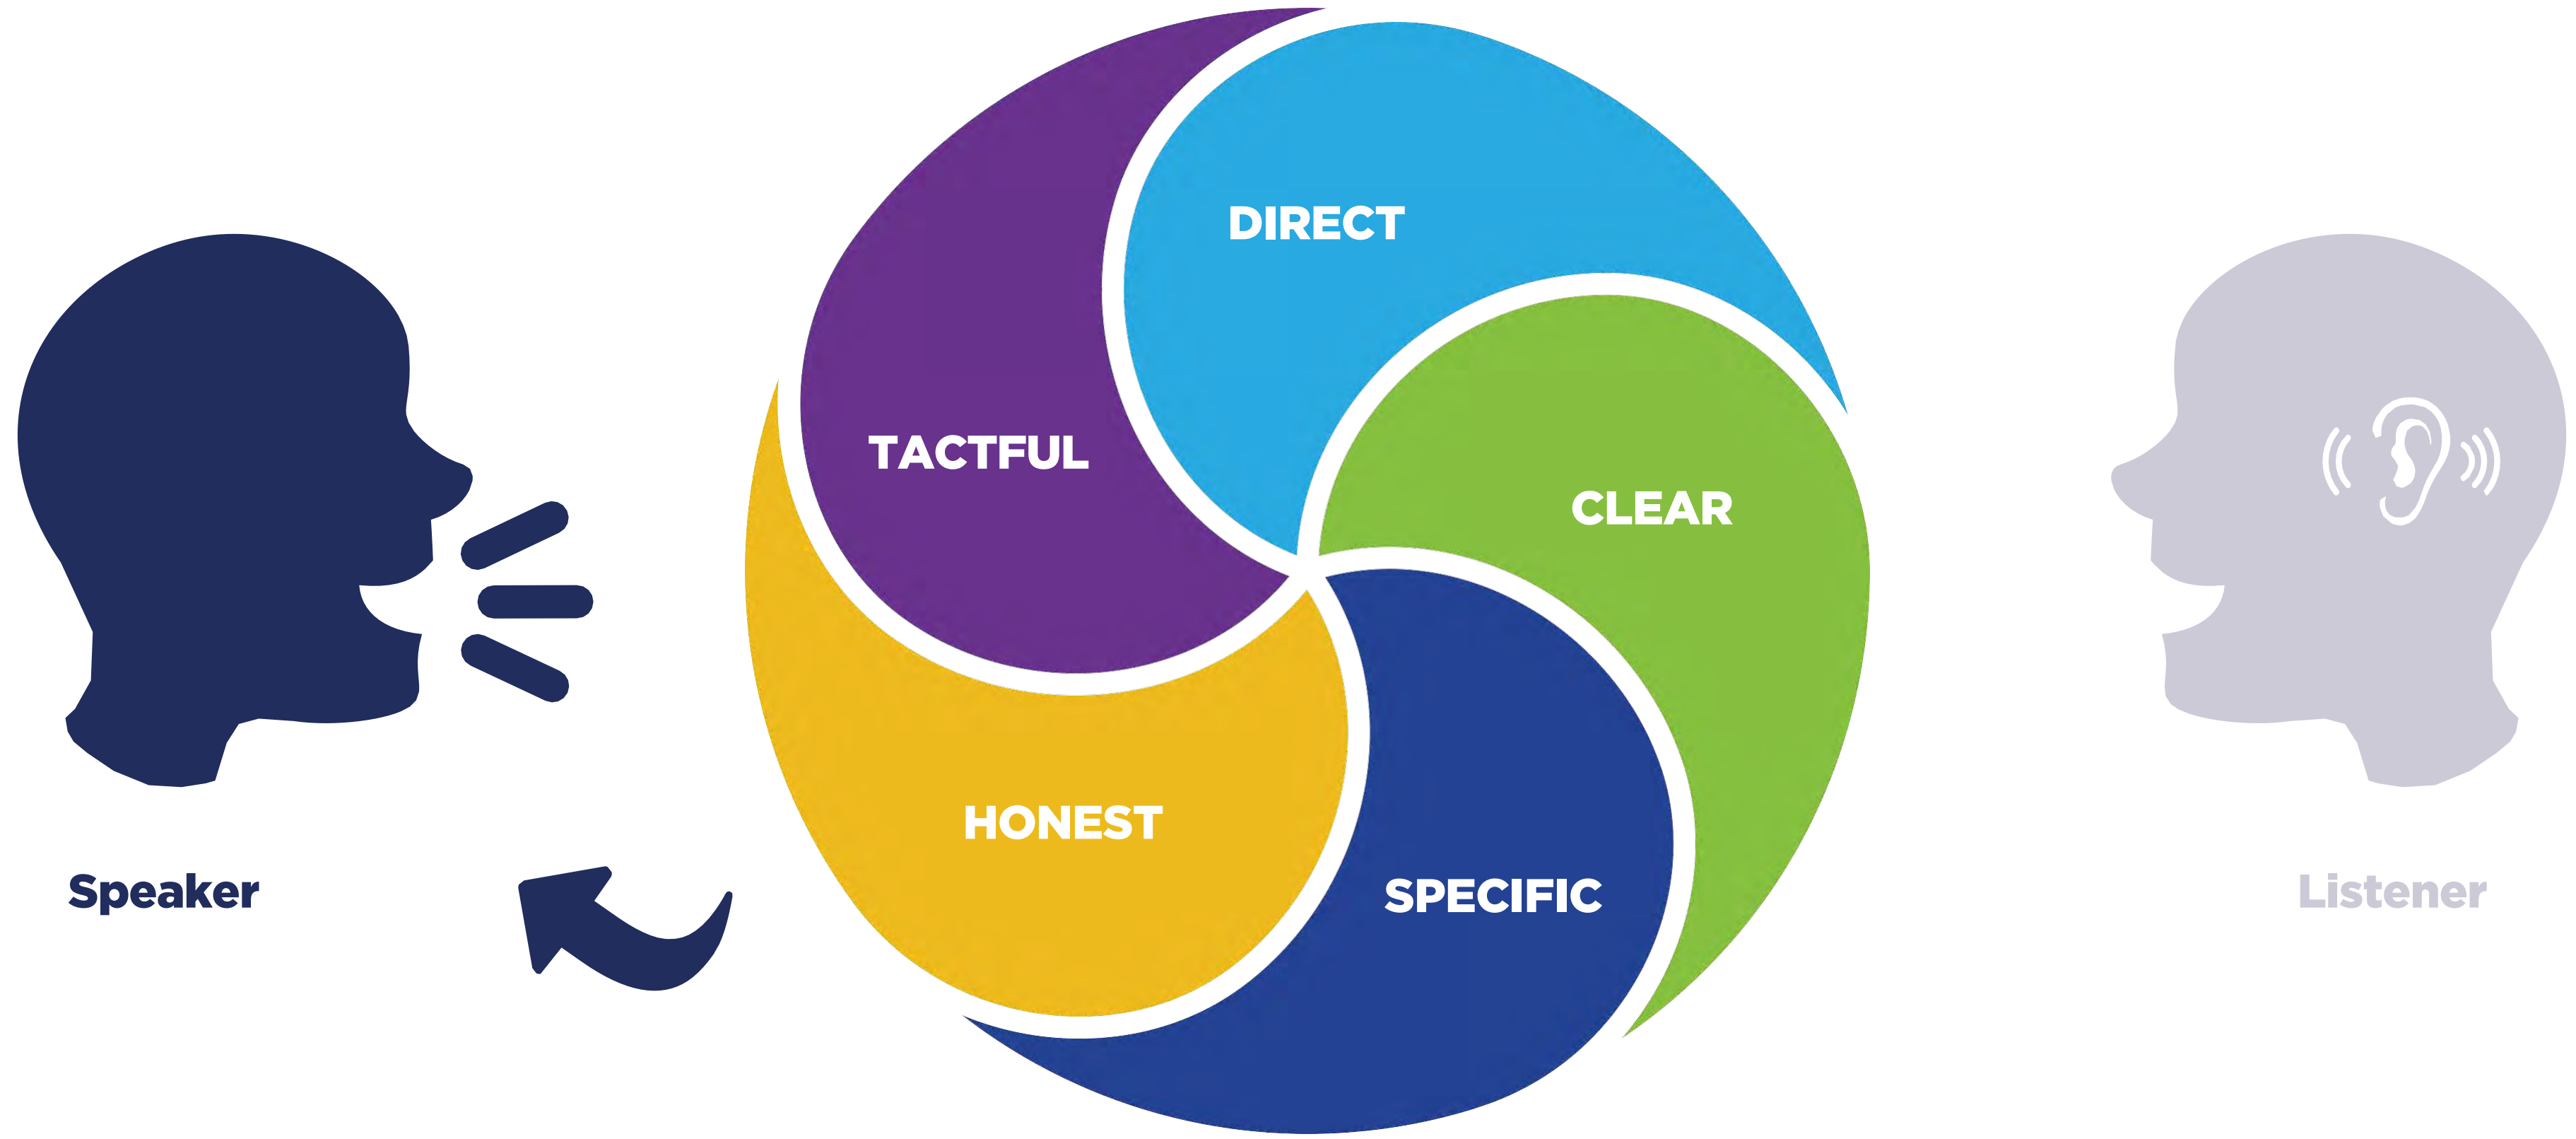 DIRECT
TACTFUL
CLEAR
HONEST
SPECIFIC
Speaker
Listener